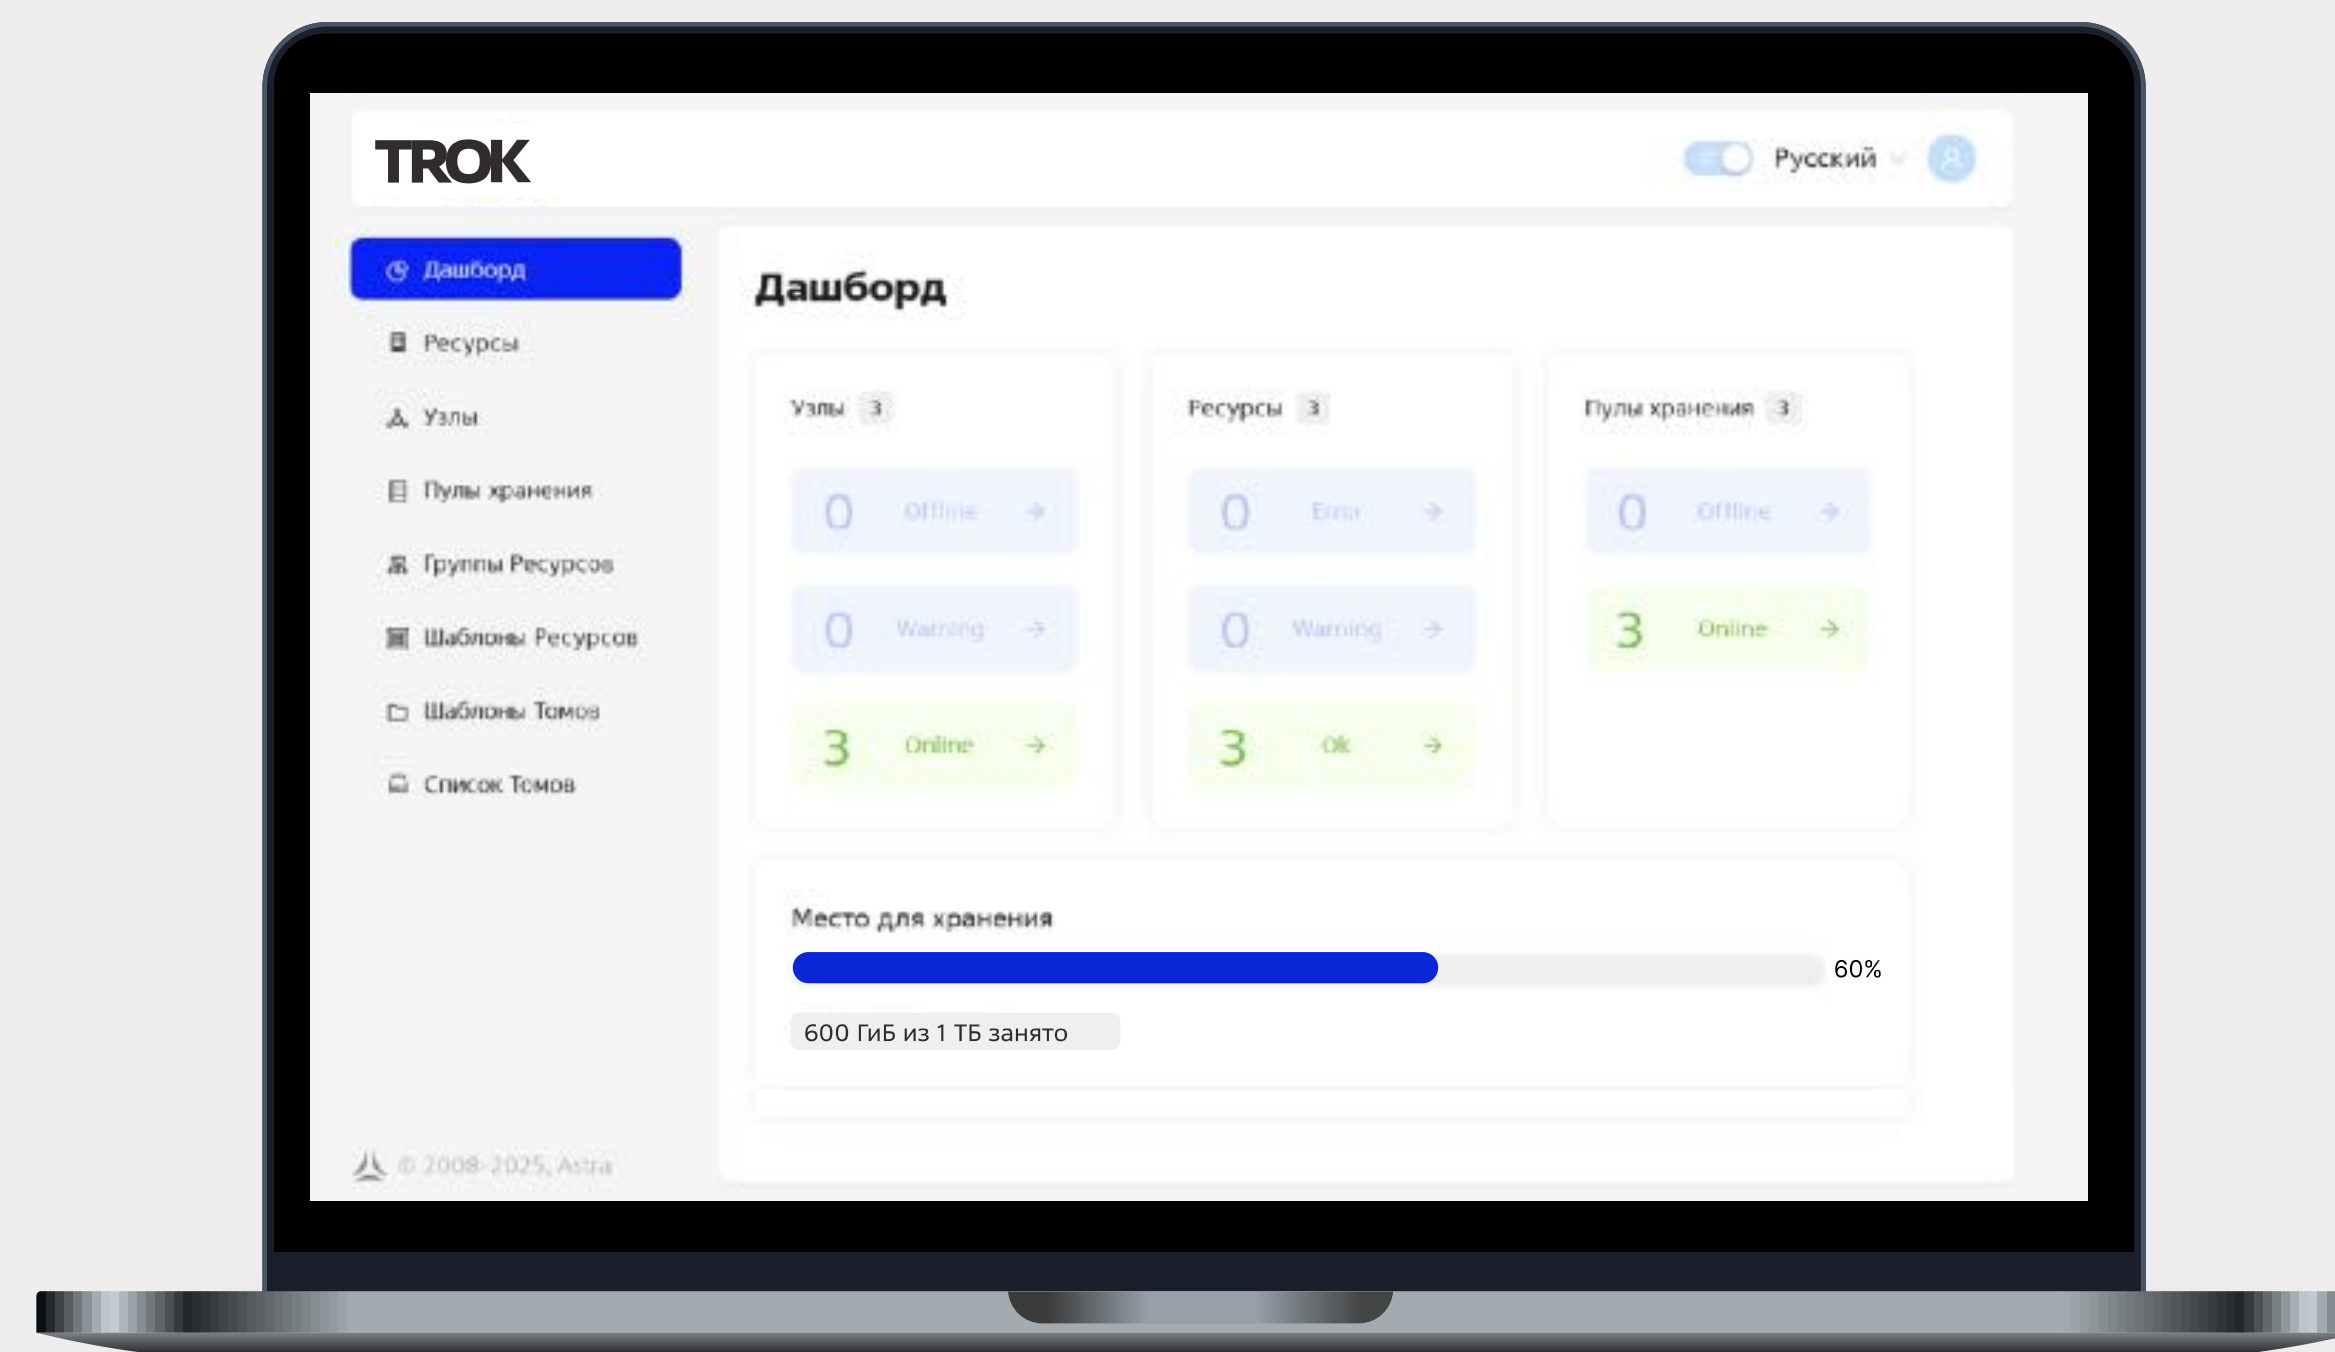 TROK
Русский
Дашборд
Ресурсы
Узлы
Пулы хранения
Группы Ресурсов
Шаблоны Ресурсов
Шаблоны Томов
Список Томов
© 2008-2025, Astra
Дашборд
Узлы 3
0 Offline
0 Warning
3 Online
Ресурсы 3
0 Error
0 Warning
3 Ok
Пулы хранения 3
0 Offline
3 Online
Место для хранения
60%
600 ГиБ из 1 ТБ занято